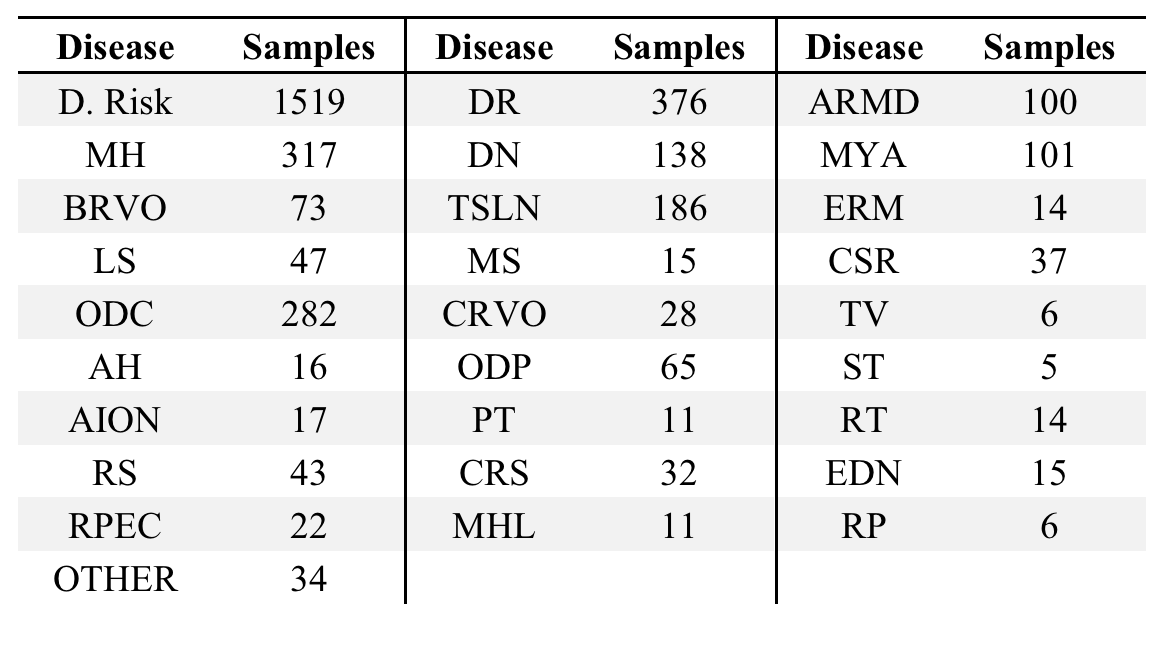 Disease Samples Disease Samples Disease Samples
D. Risk 1519 DR 376 ARMD 100
MH 317 DN 138 MYA 101
BRVO 73 TSLN 186 ERM 14
LS 47 MS 15 CSR 37
ODC 282 CRVO 28 TV 6
AH 16 ODP 65 ST 5
AION 17 PT 11 RT 14
RS 43 CRS 32 EDN 15
RPEC 22 MHL 11 RP 6
OTHER 34